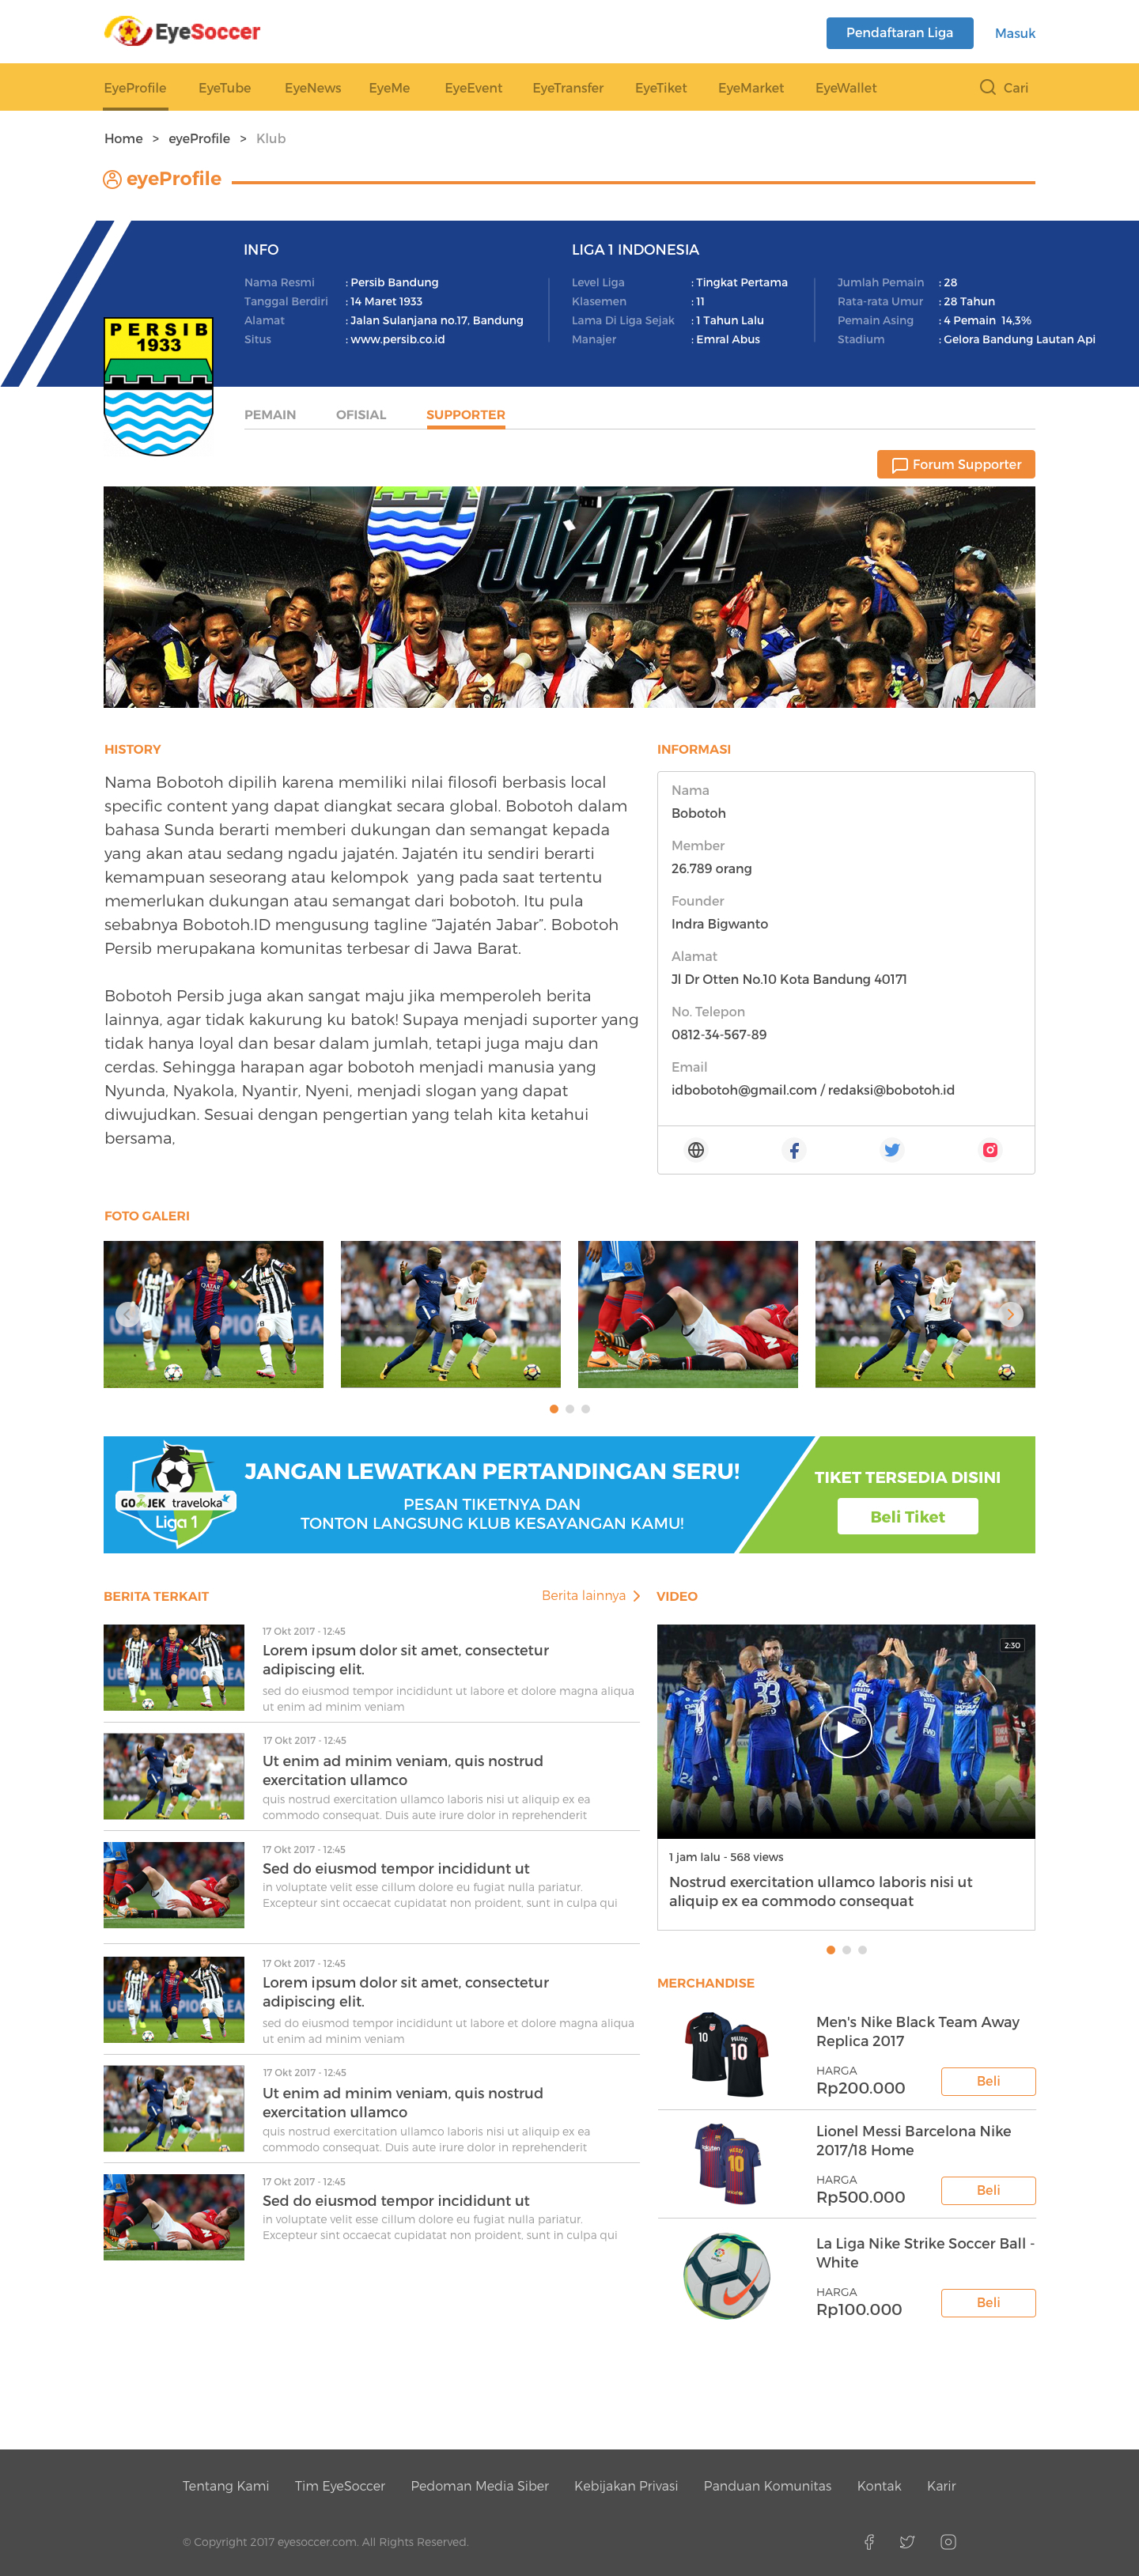 EyeSoccer
Pendaftaran Liga
Masuk
EyeProfile EyeTube EyeNews EyeMe EyeEvent EyeTransfer EyeTiket EyeMarket EyeWallet Cari
Home > eyeProfile > Klub
eyeProfile
INFO
Nama Resmi : Persib Bandung
Tanggal Berdiri : 14 Maret 1933
Alamat : Jalan Sulanjana no.17, Bandung
Situs : www.persib.co.id
LIGA 1 INDONESIA
Level Liga : Tingkat Pertama
Klasemen : 11
Lama Di Liga Sejak : 1 Tahun Lalu
Manajer : Emral Abus
Jumlah Pemain : 28
Rata-rata Umur : 28 Tahun
Pemain Asing : 4 Pemain 14,3%
Stadium : Gelora Bandung Lautan Api
PERSIB
1933
PEMAIN OFISIAL SUPPORTER
Forum Supporter
JUARA!
HISTORY
Nama Bobotoh dipilih karena memiliki nilai filosofi berbasis local
specific content yang dapat diangkat secara global. Bobotoh dalam
bahasa Sunda berarti memberi dukungan dan semangat kepada
yang akan atau sedang ngadu jajatén. Jajatén itu sendiri berarti
kemampuan seseorang atau kelompok yang pada saat tertentu
memerlukan dukungan atau semangat dari bobotoh. Itu pula
sebabnya Bobotoh.ID mengusung tagline “Jajatén Jabar”. Bobotoh
Persib merupakana komunitas terbesar di Jawa Barat.
Bobotoh Persib juga akan sangat maju jika memperoleh berita
lainnya, agar tidak kakurung ku batok! Supaya menjadi suporter yang
tidak hanya loyal dan besar dalam jumlah, tetapi juga maju dan
cerdas. Sehingga harapan agar bobotoh menjadi manusia yang
Nyunda, Nyakola, Nyantir, Nyeni, menjadi slogan yang dapat
diwujudkan. Sesuai dengan pengertian yang telah kita ketahui
bersama,
INFORMASI
Nama
Bobotoh
Member
26.789 orang
Founder
Indra Bigwanto
Alamat
Jl Dr Otten No.10 Kota Bandung 40171
No. Telepon
0812-34-567-89
Email
idbobotoh@gmail.com / redaksi@bobotoh.id
FOTO GALERI
GO-JEK traveloka
Liga 1
JANGAN LEWATKAN PERTANDINGAN SERU!
PESAN TIKETNYA DAN
TONTON LANGSUNG KLUB KESAYANGAN KAMU!
TIKET TERSEDIA DISINI
Beli Tiket
BERITA TERKAIT
Berita lainnya
17 Okt 2017 - 12:45
Lorem ipsum dolor sit amet, consectetur
adipiscing elit.
sed do eiusmod tempor incididunt ut labore et dolore magna aliqua
ut enim ad minim veniam
17 Okt 2017 - 12:45
Ut enim ad minim veniam, quis nostrud
exercitation ullamco
quis nostrud exercitation ullamco laboris nisi ut aliquip ex ea
commodo consequat. Duis aute irure dolor in reprehenderit
17 Okt 2017 - 12:45
Sed do eiusmod tempor incididunt ut
in voluptate velit esse cillum dolore eu fugiat nulla pariatur.
Excepteur sint occaecat cupidatat non proident, sunt in culpa qui
17 Okt 2017 - 12:45
Lorem ipsum dolor sit amet, consectetur
adipiscing elit.
sed do eiusmod tempor incididunt ut labore et dolore magna aliqua
ut enim ad minim veniam
17 Okt 2017 - 12:45
Ut enim ad minim veniam, quis nostrud
exercitation ullamco
quis nostrud exercitation ullamco laboris nisi ut aliquip ex ea
commodo consequat. Duis aute irure dolor in reprehenderit
17 Okt 2017 - 12:45
Sed do eiusmod tempor incididunt ut
in voluptate velit esse cillum dolore eu fugiat nulla pariatur.
Excepteur sint occaecat cupidatat non proident, sunt in culpa qui
VIDEO
2:30
33
5
7
24
1 jam lalu - 568 views
Nostrud exercitation ullamco laboris nisi ut
aliquip ex ea commodo consequat
MERCHANDISE
10
10
Men's Nike Black Team Away
Replica 2017
HARGA
Rp200.000
Beli
10
Lionel Messi Barcelona Nike
2017/18 Home
HARGA
Rp500.000
Beli
La Liga Nike Strike Soccer Ball -
White
HARGA
Rp100.000
Beli
Tentang Kami Tim EyeSoccer Pedoman Media Siber Kebijakan Privasi Panduan Komunitas Kontak Karir
© Copyright 2017 eyesoccer.com. All Rights Reserved.